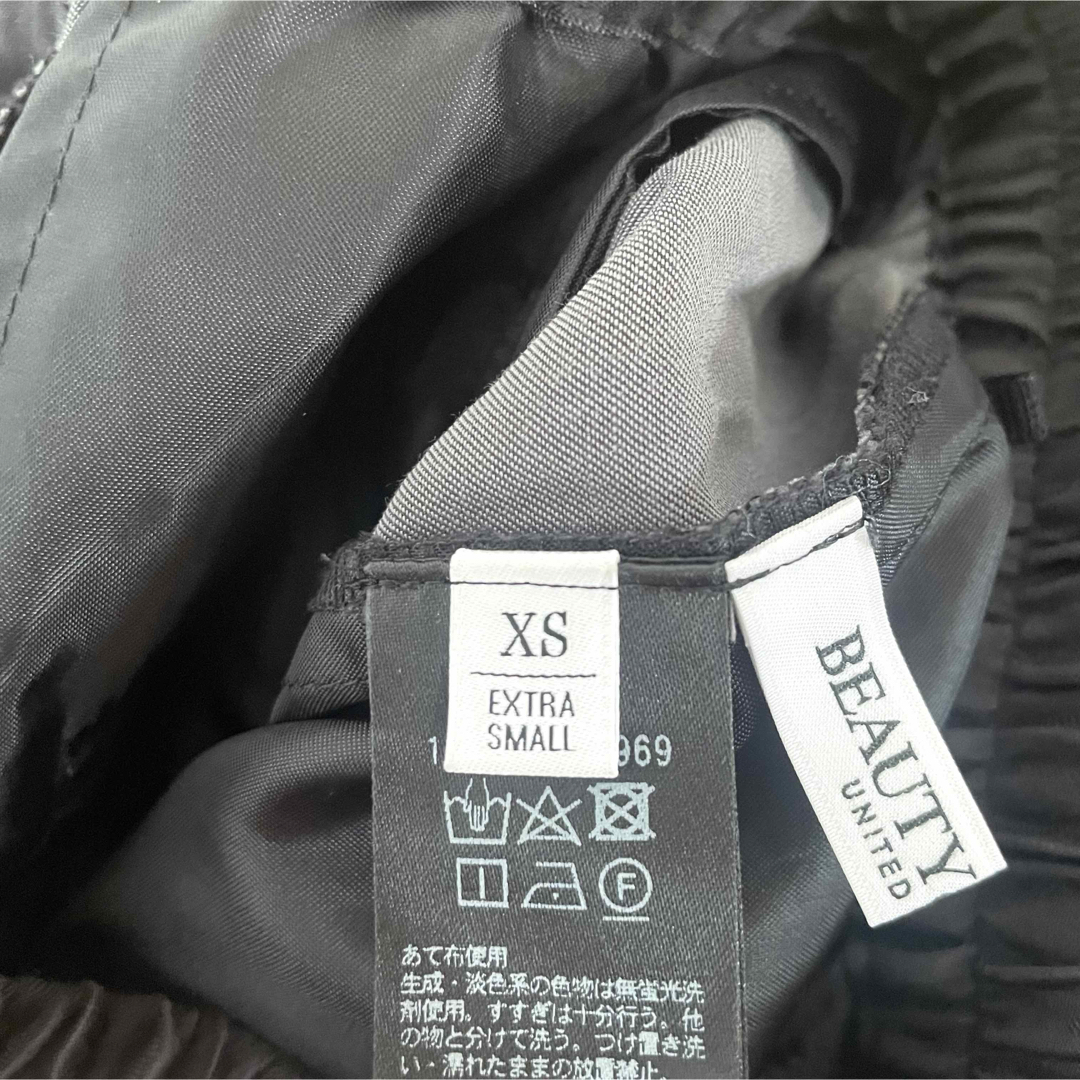 XS
EXTRA
SMALL
1 969
F
あて布使用
生成・淡色系の色物は無蛍光洗
剤使用。すすぎは十分行う。他
の物と分けて洗う。つけ置き洗
い・濡れたままの放置禁止。
BEAUTY
UNITED